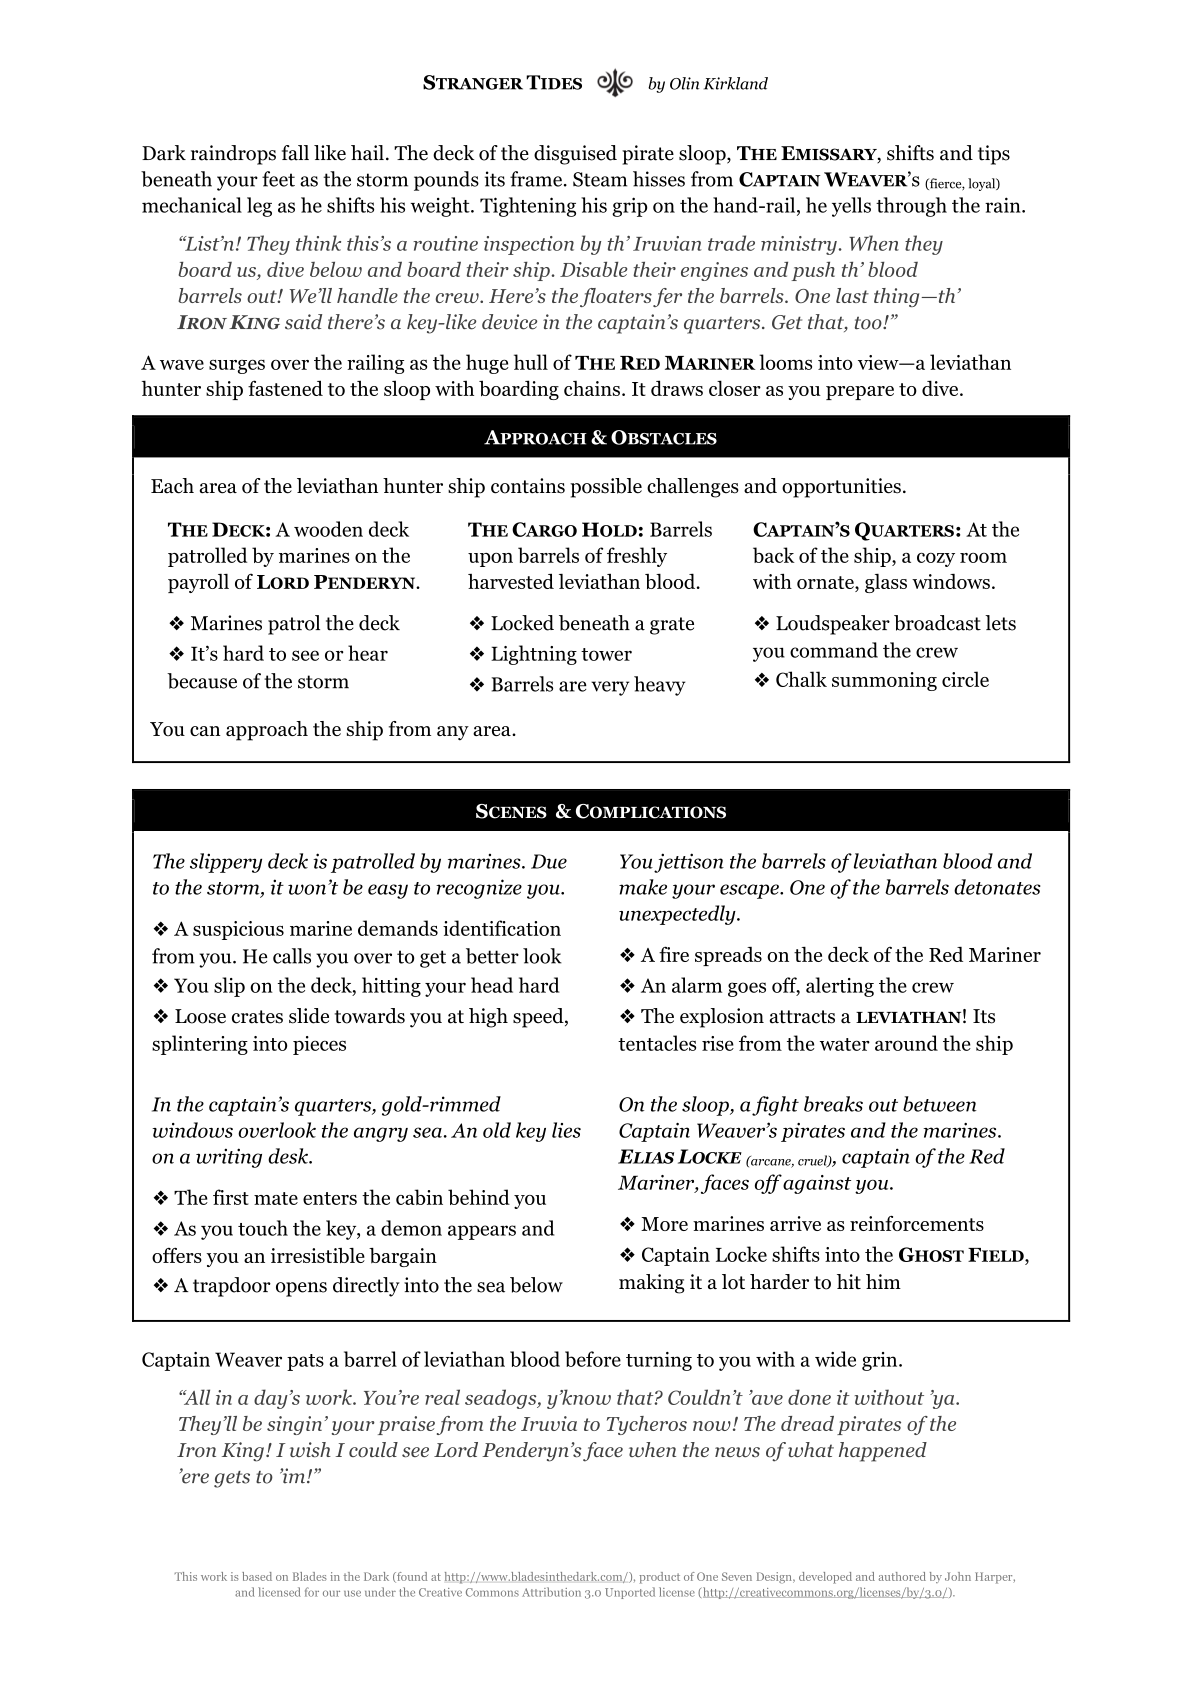 STRANGER TIDES by Olin Kirkland
Dark raindrops fall like hail. The deck of the disguised pirate sloop, THE EMISSARY, shifts and tips
beneath your feet as the storm pounds its frame. Steam hisses from CAPTAIN WEAVER's (fierce, loyal)
mechanical leg as he shifts his weight. Tightening his grip on the hand-rail, he yells through the rain.
“List’n! They think this’s a routine inspection by th’ Iruvian trade ministry. When they
board us, dive below and board their ship. Disable their engines and push th’ blood
barrels out! We’ll handle the crew. Here’s the floaters fer the barrels. One last thing—th’
IRON KING said there’s a key-like device in the captain’s quarters. Get that, too!”
A wave surges over the railing as the huge hull of THE RED MARINER looms into view—a leviathan
hunter ship fastened to the sloop with boarding chains. It draws closer as you prepare to dive.
APPROACH & OBSTACLES
Each area of the leviathan hunter ship contains possible challenges and opportunities.
THE DECK: A wooden deck
patrolled by marines on the
payroll of LORD PENDERYN.
❖ Marines patrol the deck
❖ It’s hard to see or hear
because of the storm
THE CARGO HOLD: Barrels
upon barrels of freshly
harvested leviathan blood.
❖ Locked beneath a grate
❖ Lightning tower
❖ Barrels are very heavy
CAPTAIN’S QUARTERS: At the
back of the ship, a cozy room
with ornate, glass windows.
❖ Loudspeaker broadcast lets
you command the crew
❖ Chalk summoning circle
You can approach the ship from any area.
SCENES & COMPLICATIONS
The slippery deck is patrolled by marines. Due
to the storm, it won’t be easy to recognize you.
❖ A suspicious marine demands identification
from you. He calls you over to get a better look
❖ You slip on the deck, hitting your head hard
❖ Loose crates slide towards you at high speed,
splintering into pieces
You jettison the barrels of leviathan blood and
make your escape. One of the barrels detonates
unexpectedly.
❖ A fire spreads on the deck of the Red Mariner
❖ An alarm goes off, alerting the crew
❖ The explosion attracts a LEVIATHAN! Its
tentacles rise from the water around the ship
In the captain’s quarters, gold-rimmed
windows overlook the angry sea. An old key lies
on a writing desk.
❖ The first mate enters the cabin behind you
❖ As you touch the key, a demon appears and
offers you an irresistible bargain
❖ A trapdoor opens directly into the sea below
On the sloop, a fight breaks out between
Captain Weaver’s pirates and the marines.
ELIAS LOCKE (arcane, cruel), captain of the Red
Mariner, faces off against you.
❖ More marines arrive as reinforcements
❖ Captain Locke shifts into the GHOST FIELD,
making it a lot harder to hit him
Captain Weaver pats a barrel of leviathan blood before turning to you with a wide grin.
“All in a day’s work. You’re real seadogs, y’know that? Couldn’t ’ave done it without ’ya.
They’ll be singin’ your praise from the Iruvia to Tycheros now! The dread pirates of the
Iron King! I wish I could see Lord Penderyn’s face when the news of what happened
’ere gets to ’im!”
This work is based on Blades in the Dark (found at http://www.bladesinthedark.com/), product of One Seven Design, developed and authored by John Harper,
and licensed for our use under the Creative Commons Attribution 3.0 Unported license (http://creativecommons.org/licenses/by/3.0/).